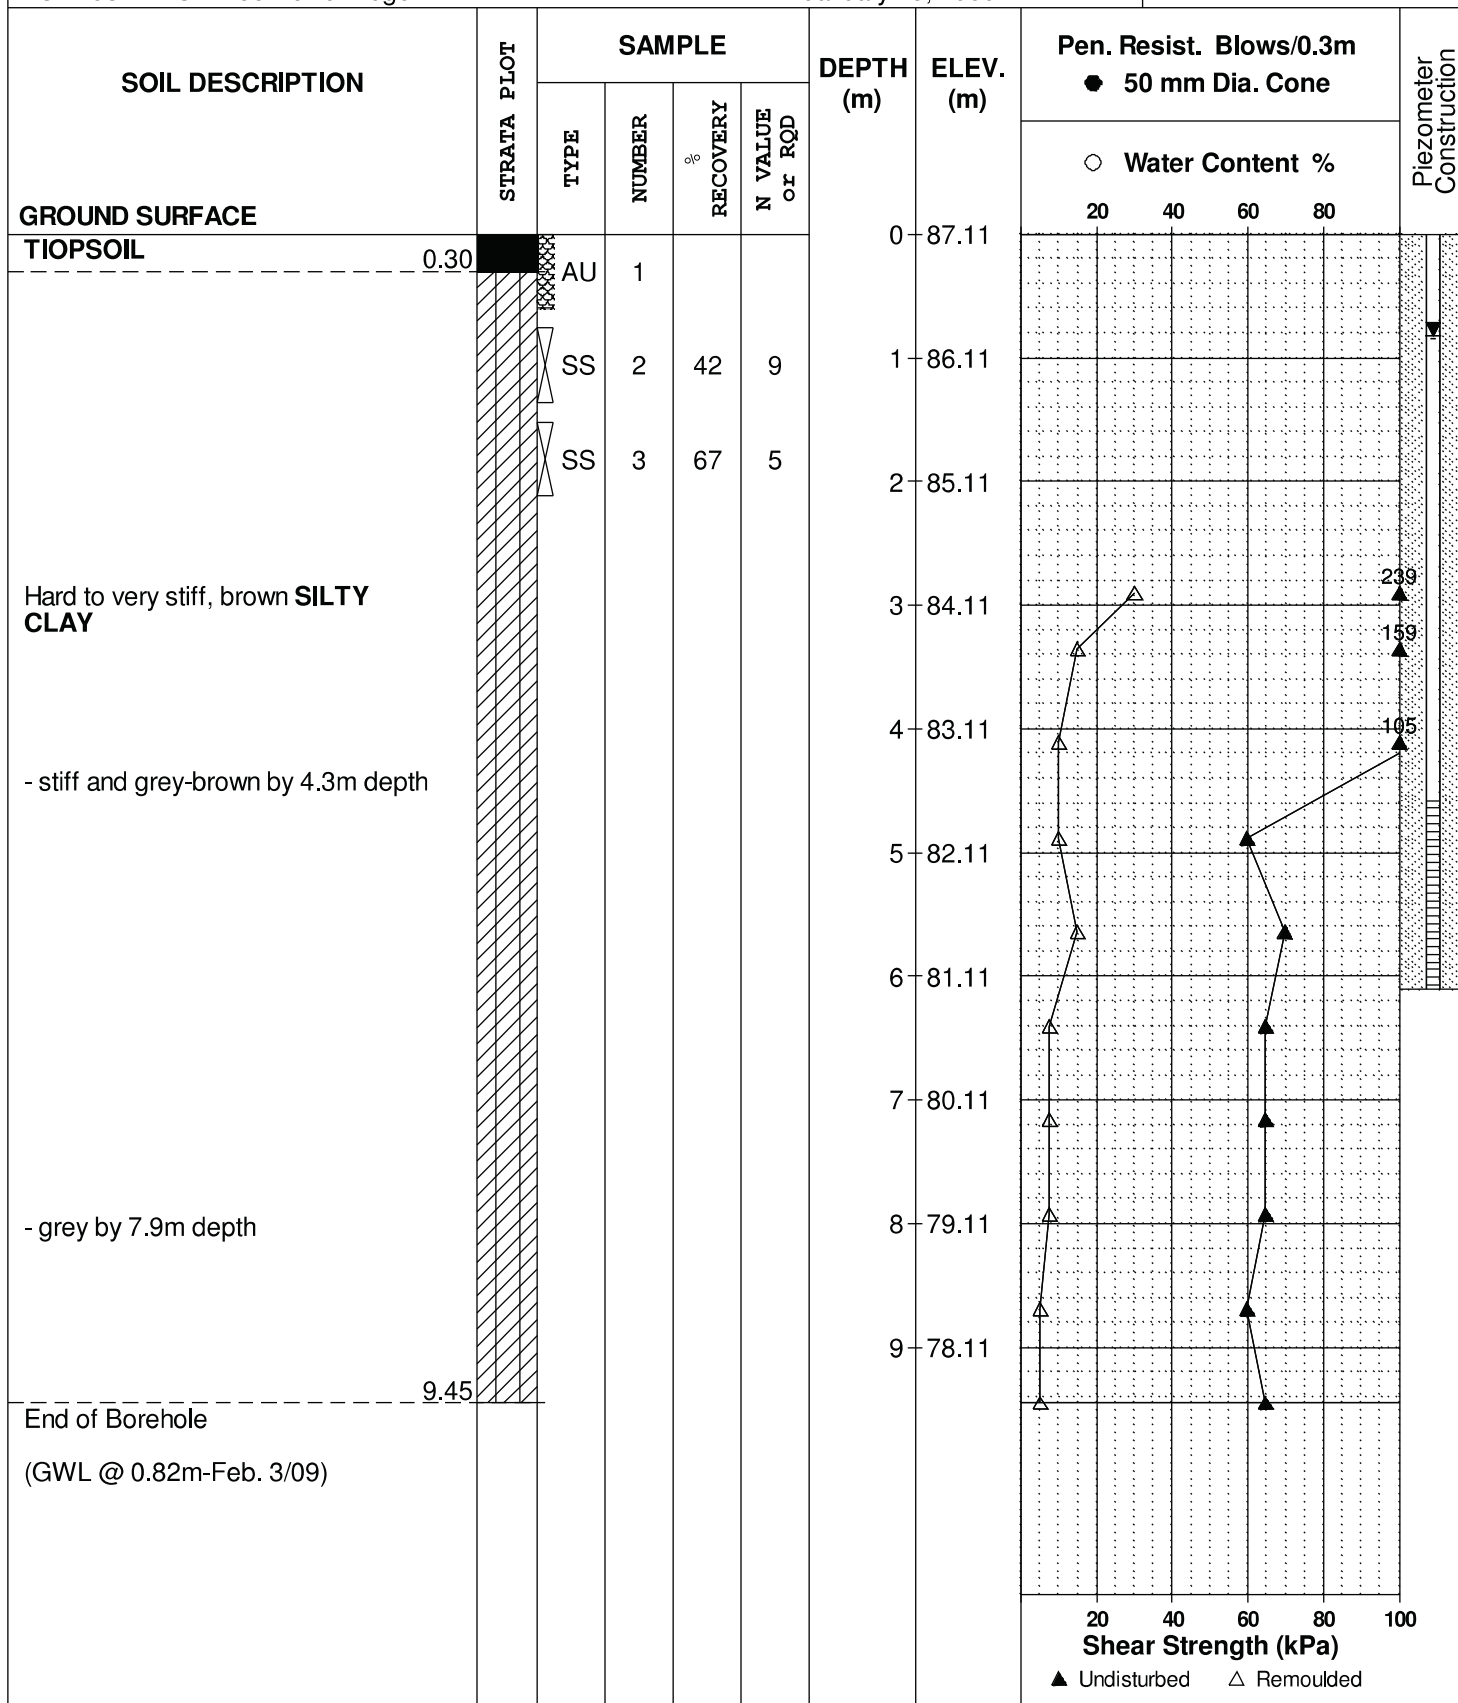 SOIL DESCRIPTION
STRATA PLOT
SAMPLE
TYPE
NUMBER
%
RECOVERY
N VALUE
or RQD
DEPTH
(m)
ELEV.
(m)
Pen. Resist. Blows/0.3m
50 mm Dia. Cone
Water Content %
20 40 60 80
Piezometer
Construction
GROUND SURFACE
0 87.11
TIOPSOIL
0.30
AU 1
SS 2 42 9
1 86.11
SS 3 67 5
2 85.11
Hard to very stiff, brown SILTY
CLAY
239
3 84.11
159
105
4 83.11
- stiff and grey-brown by 4.3m depth
5 82.11
6 81.11
7 80.11
- grey by 7.9m depth
8 79.11
9 78.11
9.45
End of Borehole
(GWL @ 0.82m-Feb. 3/09)
20 40 60 80 100
Shear Strength (kPa)
Undisturbed
Remoulded